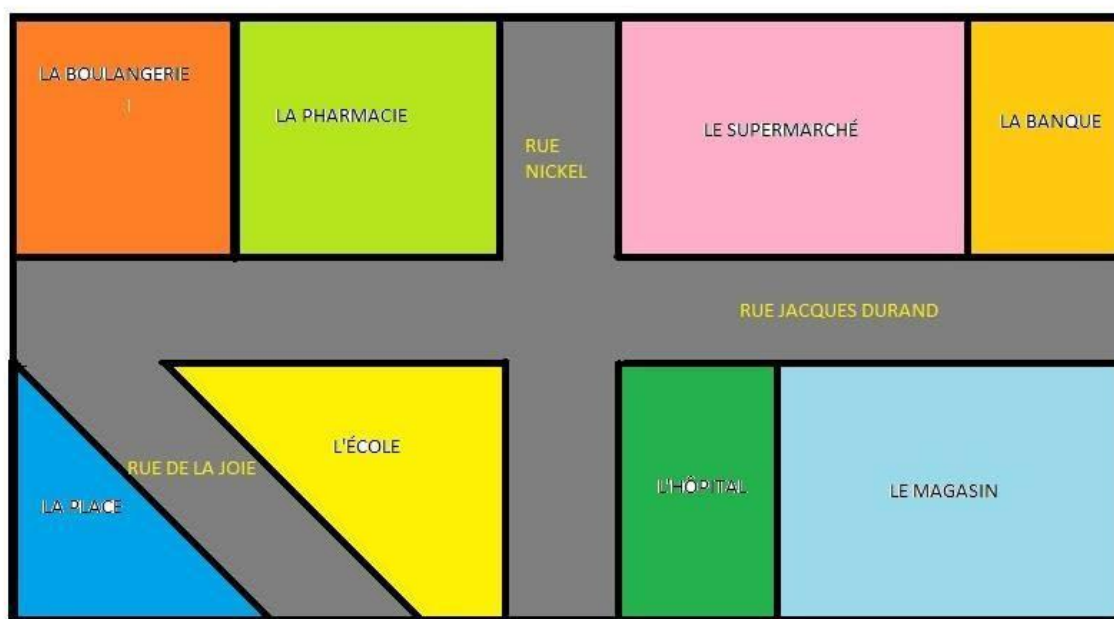 LA BOULANGERIE
LA PHARMACIE
RUE
NICKEL
LE SUPERMARCHÉ
LA BANQUE
RUE JACQUES DURAND
L'ÉCOLE
RUE DE LA JOIE
LA PLACE
L'HÔPITAL
LE MAGASIN